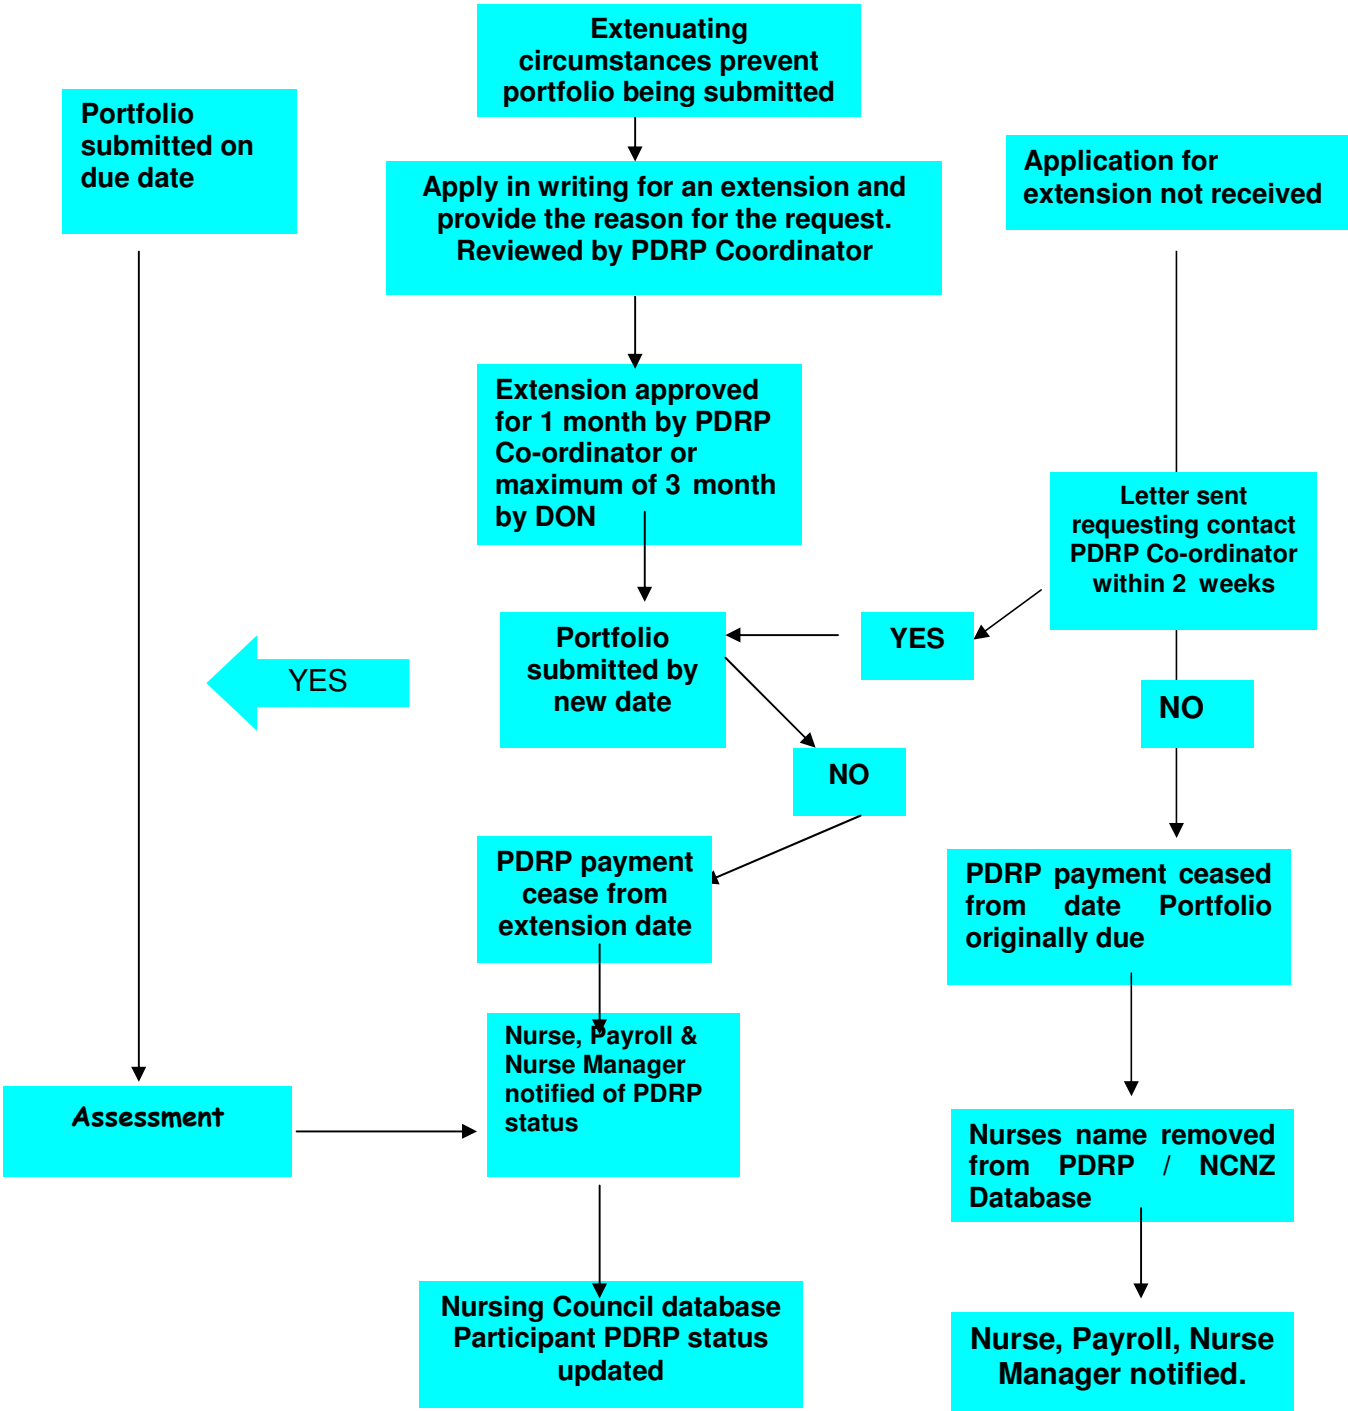 Extenuating
circumstances prevent
portfolio being submitted
Portfolio
submitted on
due date
Application for
extension not received
Apply in writing for an extension and
provide the reason for the request.
Reviewed by PDRP Coordinator
Extension approved
for 1 month by PDRP
Co-ordinator or
maximum of 3 month
by DON
Letter sent
requesting contact
PDRP Co-ordinator
within 2 weeks
YES
Portfolio
submitted by
new date
YES
NO
NO
PDRP payment
cease from
extension date
PDRP payment ceased
from date Portfolio
originally due
Nurse, Payroll &
Nurse Manager
notified of PDRP
status
Assessment
Nurses name removed
from PDRP / NCNZ
Database
Nursing Council database
Participant PDRP status
updated
Nurse, Payroll, Nurse
Manager notified.